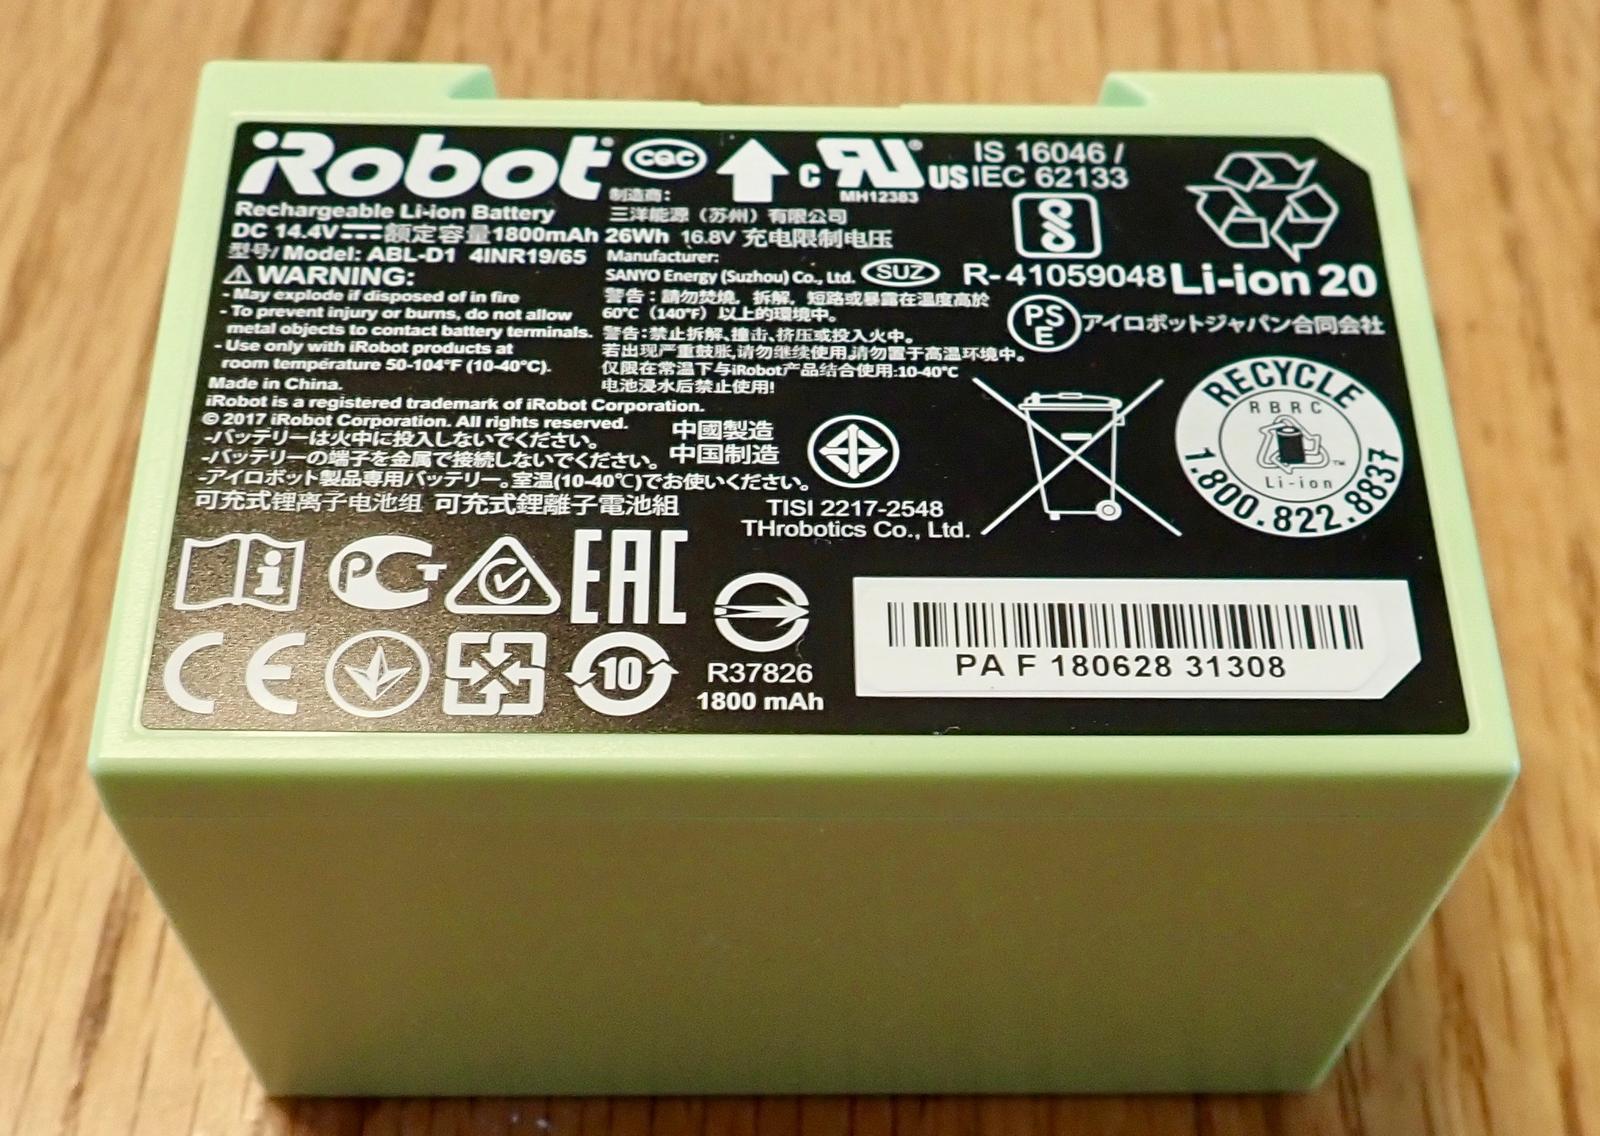 iRobot®
CQC
C RU® US
MH12383
IS 16046 /
IEC 62133
Rechargeable Li-ion Battery
DC 14.4V 额定容量1800mAh 26Wh 16.8V 充电限制电压
型号/ Model: ABL-D1 4INR19/65
⚠WARNING:
- May explode if disposed of in fire
- To prevent injury or burns, do not allow
metal objects to contact battery terminals.
- Use only with iRobot products at
room temperature 50-104°F (10-40°C).
Made in China.
iRobot is a registered trademark of iRobot Corporation.
© 2017 iRobot Corporation. All rights reserved.
-バッテリーは火中に投入しないでください。
-バッテリーの端子を金属で接続しないでください。
-アイロボット製品専用バッテリー。室温(10-40℃)でお使いください。
可充式锂离子电池组 可充式鋰離子電池組
制造商:
三洋能源（苏州）有限公司
Manufacturer:
SANYO Energy (Suzhou) Co., Ltd. SUZ
警告：請勿焚燒，拆解，短路或暴露在溫度高於
60°C（140°F）以上的環境中。
警告:禁止拆解,撞击,挤压或投入火中。
若出现严重鼓胀,请勿继续使用,请勿置于高温环境中。
仅限在常温下与iRobot产品结合使用:10-40°C
电池浸水后禁止使用!
中國製造
中国制造
TISI 2217-2548
THrobotics Co., Ltd.
R-41059048
Li-ion 20
PS
E
アイロボットジャパン合同会社
RECYCLE
RBRC
Li-ion
™
1.800.822.8837
i
PCT
EAC
CE
10
R37826
1800 mAh
PA F 180628 31308